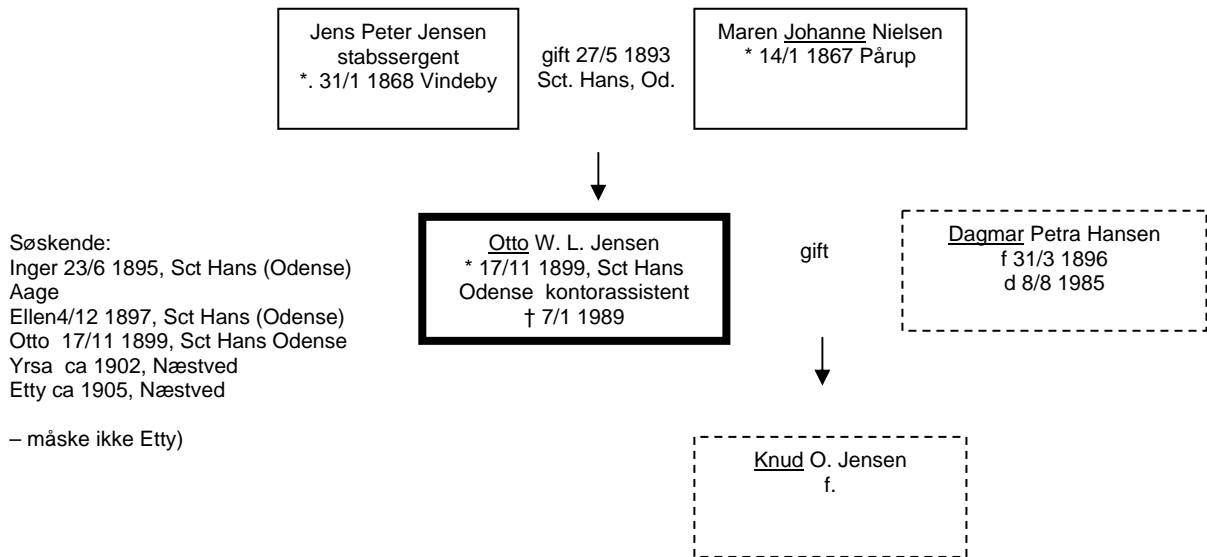 Jens Peter Jensen
stabssergent
*. 31/1 1868 Vindeby
gift 27/5 1893
Sct. Hans, Od.
Maren Johanne Nielsen
* 14/1 1867 Pårup
Søskende:
Inger 23/6 1895, Sct Hans (Odense)
Aage
Ellen4/12 1897, Sct Hans (Odense)
Otto  17/11 1899, Sct Hans Odense
Yrsa  ca 1902, Næstved
Etty ca 1905, Næstved
– måske ikke Etty)
Otto W. L. Jensen
* 17/11 1899, Sct Hans
Odense  kontorassistent
† 7/1 1989
gift
Dagmar Petra Hansen
f 31/3 1896
d 8/8 1985
Knud O. Jensen
f.